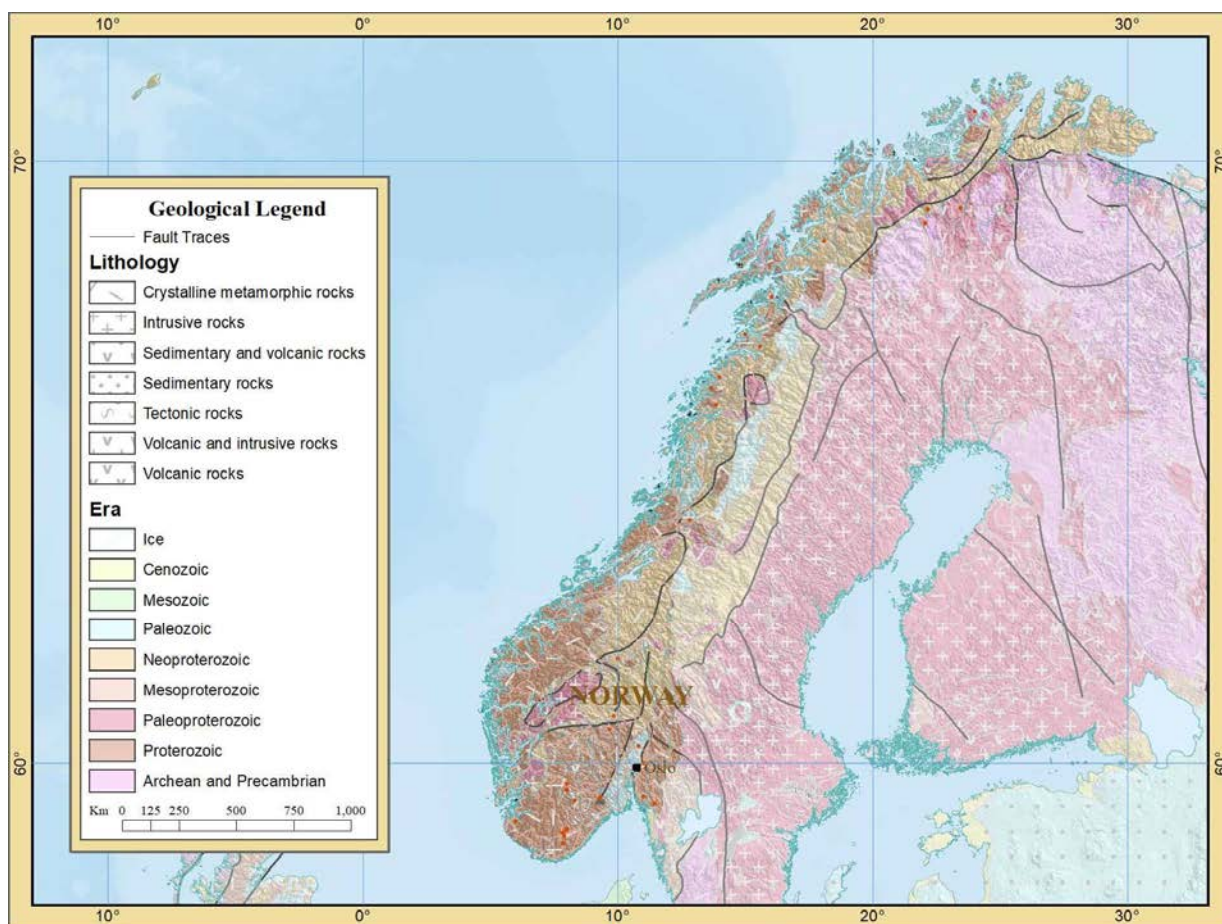 10° 0° 10° 20° 30°
70° 70°
Geological Legend
Fault Traces
Lithology
Crystalline metamorphic rocks
Intrusive rocks
Sedimentary and volcanic rocks
Sedimentary rocks
Tectonic rocks
Volcanic and intrusive rocks
Volcanic rocks
Era
Ice
Cenozoic
Mesozoic
Paleozoic
Neoproterozoic
Mesoproterozoic
Paleoproterozoic
Proterozoic
Archean and Precambrian
Km 0 125 250 500 750 1,000
NORWAY
60° 60°
Oslo
10° 0° 10° 20° 30°